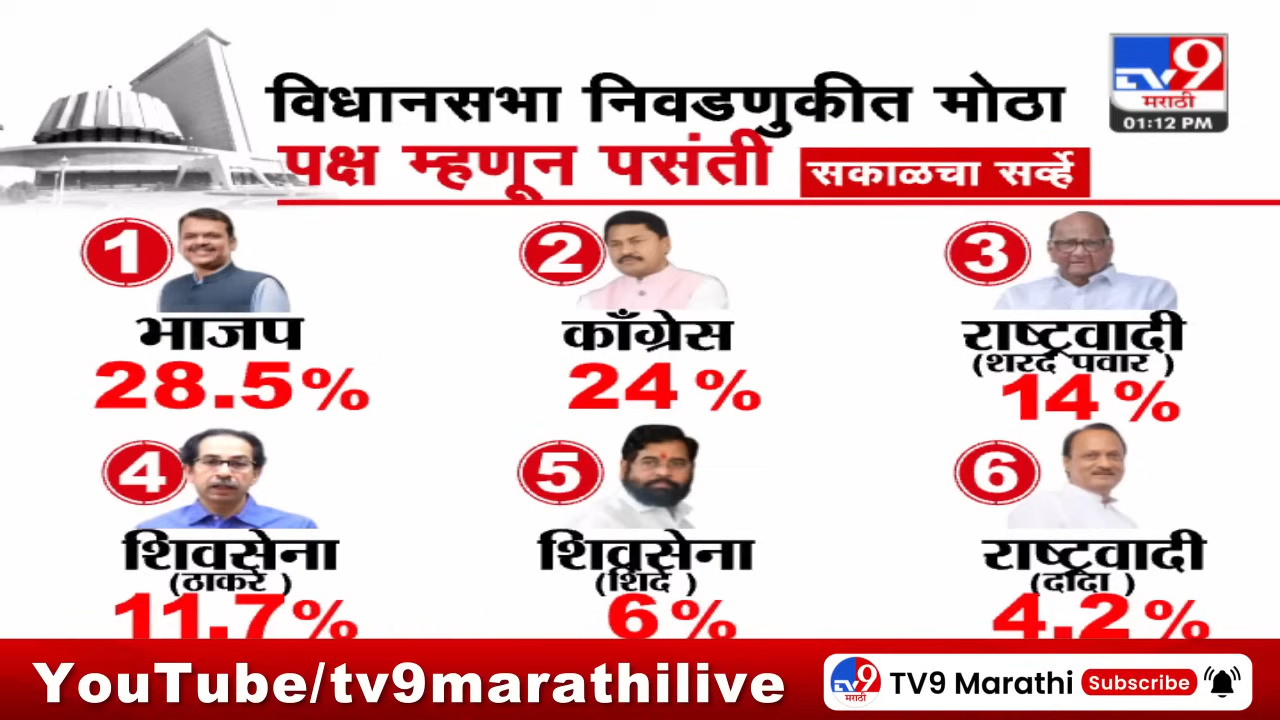 विधानसभा निवडणुकीत मोठा
पक्ष म्हणून पसंती सकाळचा सर्व्हे
TV9
मराठी
01:12 PM
1 2 3
भाजप काँग्रेस राष्ट्रवादी
(शरद पवार )
28.5% 24% 14%
4 5 6
शिवसेना शिवसेना राष्ट्रवादी
(ठाकरे ) (शिंदे ) (दादा )
11.7% 6% 4.2%
YouTube/tv9marathilive TV9 मराठी TV9 Marathi Subscribe